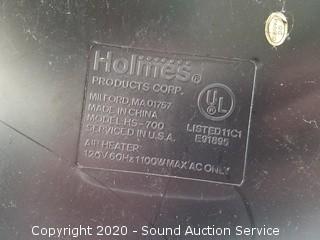 Holmes®
PRODUCTS CORP.
MILFORD, MA 01757
MADE IN CHINA
MODEL HS-700
SERVICED IN U.S.A.
UL ®
LISTED 11C1
E91895
AIR HEATER
120V 60Hz 1100W MAX AC ONLY
Copyright 2020 - Sound Auction Service